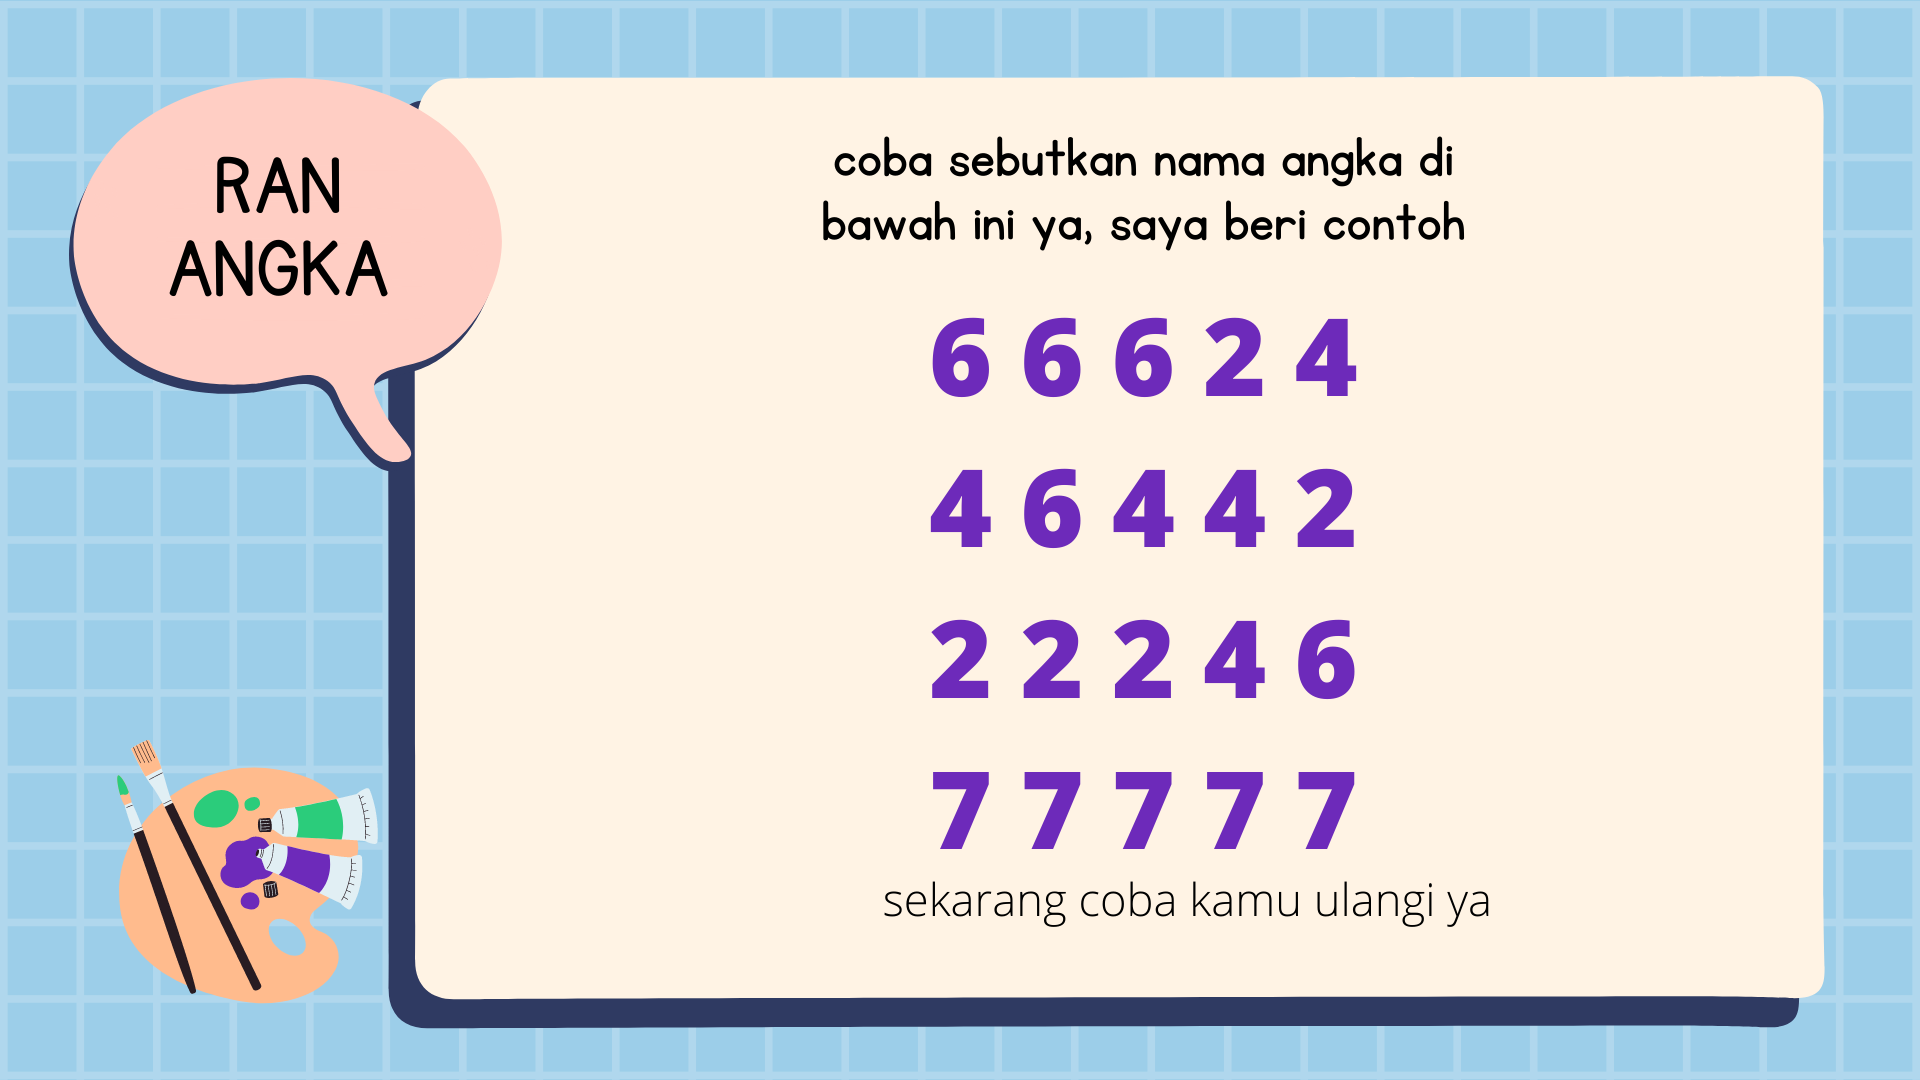 RAN
ANGKA
coba sebutkan nama angka di
bawah ini ya, saya beri contoh
6 6 6 2 4
4 6 4 4 2
2 2 2 4 6
7 7 7 7 7
sekarang coba kamu ulangi ya